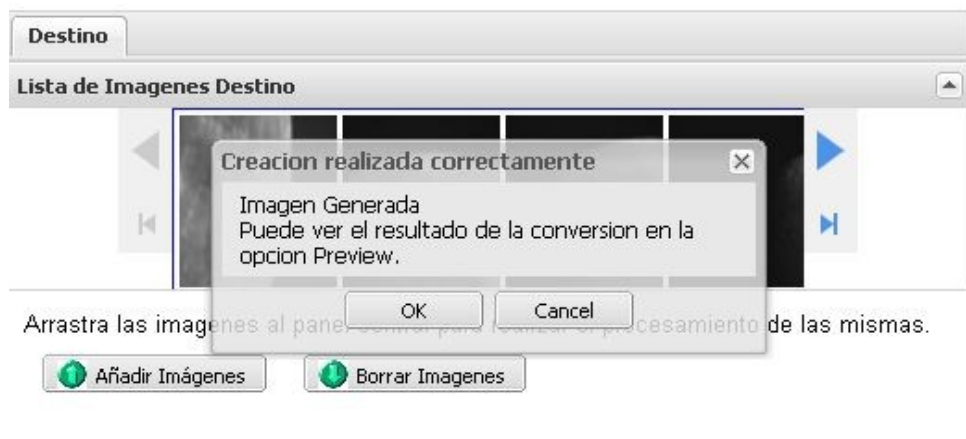 Destino
Lista de Imagenes Destino
Creacion realizada correctamente
Imagen Generada
Puede ver el resultado de la conversion en la
opcion Preview.
OK
Cancel
Arrastra las imagenes al panel central para realizar el procesamiento de las mismas.
Añadir Imágenes
Borrar Imagenes